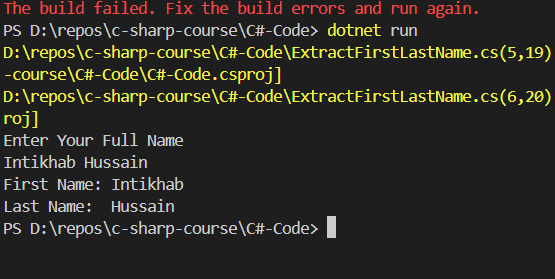 The build failed. Fix the build errors and run again.
PS D:\repos\c-sharp-course\C#-Code> dotnet run
D:\repos\c-sharp-course\C#-Code\ExtractFirstLastName.cs(5,19)
-course\C#-Code\C#-Code.csproj]
D:\repos\c-sharp-course\C#-Code\ExtractFirstLastName.cs(6,20)
roj]
Enter Your Full Name
Intikhab Hussain
First Name: Intikhab
Last Name:  Hussain
PS D:\repos\c-sharp-course\C#-Code>